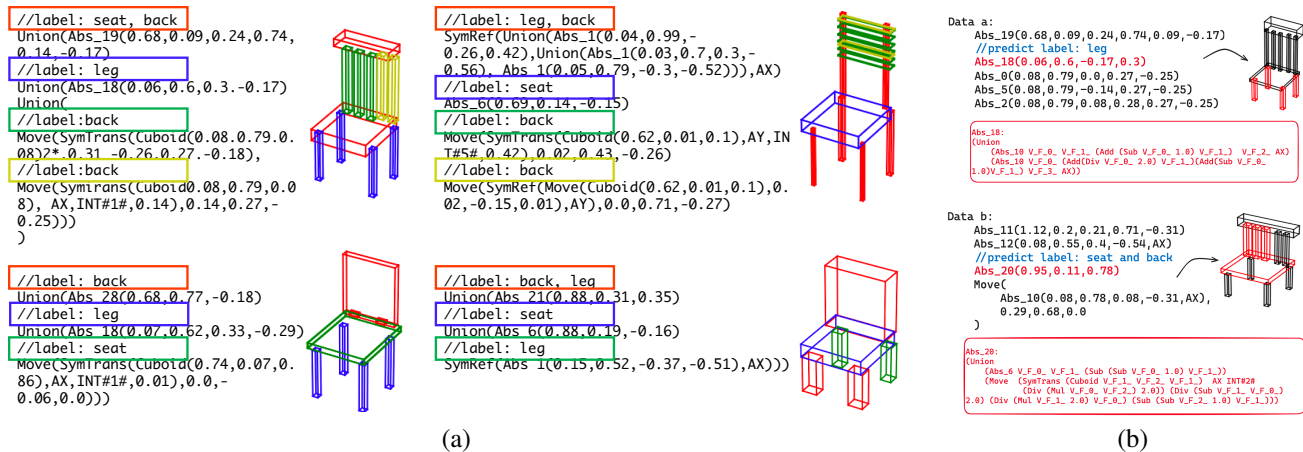 //label: seat, back
Union(Abs_19(0.68,0.09,0.24,0.74,
0.14,-0.17)
//label: leg
Union(Abs_18(0.06,0.6,0.3.-0.17)
Union(
//label:back
Move(SymTrans(Cuboid(0.08.79.0.
08)2*,0.31,-0.26,0.27.-0.18),
//label:back
Move(SymTrans(Cuboid0.08,0.79,0.0
8), AX,INT#1#,0.14),0.14,0.27,-
0.25)))
)
//label: leg, back
SymRef(Union(Abs_1(0.04,0.99,-
0.26,0.42),Union(Abs_1(0.03,0.7,0.3,-
0.56), Abs_1(0.05,0.79,-0.3,-0.52))),AX)
//label: seat
Abs_6(0.69,0.14,-0.15)
//label: back
Move(SymTrans(Cuboid(0.62,0.01,0.1),AY,IN
T#5#,0.42),0.02,0.43,-0.26)
//label: back
Move(SymRef(Move(Cuboid(0.62,0.01,0.1),0.
02,-0.15,0.01),AY),0.0,0.71,-0.27)
//label: back
Union(Abs_28(0.68,0.77,-0.18)
//label: leg
Union(Abs_18(0.07,0.62,0.33,-0.29)
//label: seat
Move(SymTrans(Cuboid(0.74,0.07,0.
86),AX,INT#1#,0.01),0.0,-
0.06,0.0)))
//label: back, leg
Union(Abs_21(0.88,0.31,0.35)
//label: seat
Union(Abs_6(0.88,0.19,-0.16)
//label: leg
SymRef(Abs_1(0.15,0.52,-0.37,-0.51),AX)))
(a)
Data a:
Abs_19(0.68,0.09,0.24,0.74,0.09,-0.17)
//predict label: leg
Abs_18(0.06,0.6,-0.17,0.3)
Abs_0(0.08,0.79,0.0,0.27,-0.25)
Abs_5(0.08,0.79,-0.14,0.27,-0.25)
Abs_2(0.08,0.79,0.08,0.28,0.27,-0.25)
Abs_18:
(Union
(Abs_10 V_F_0_ V_F_1_ (Add (Sub V_F_0_ 1.0) V_F_1_)  V_F_2_ AX)
(Abs_10 V_F_0_ (Add(Div V_F_0_ 2.0) V_F_1_)(Add(Sub V_F_0_
1.0)V_F_1_) V_F_3_ AX))
Data b:
Abs_11(1.12,0.2,0.21,0.71,-0.31)
Abs_12(0.08,0.55,0.4,-0.54,AX)
//predict label: seat and back
Abs_20(0.95,0.11,0.78)
Move(
Abs_10(0.08,0.78,0.08,-0.31,AX),
0.29,0.68,0.0
)
Abs_20:
(Union
(Abs_6 V_F_0_ V_F_1_ (Sub (Sub V_F_0_ 1.0) V_F_1_))
(Move  (SymTrans (Cuboid V_F_1_ V_F_2_ V_F_1_)  AX INT#2#
(Div (Mul V_F_0_ V_F_2_) 2.0)) (Div (Sub V_F_1_ V_F_0_)
2.0) (Div (Mul V_F_1_ 2.0) V_F_0_) (Sub (Sub V_F_2_ 1.0) V_F_1_)))
(b)